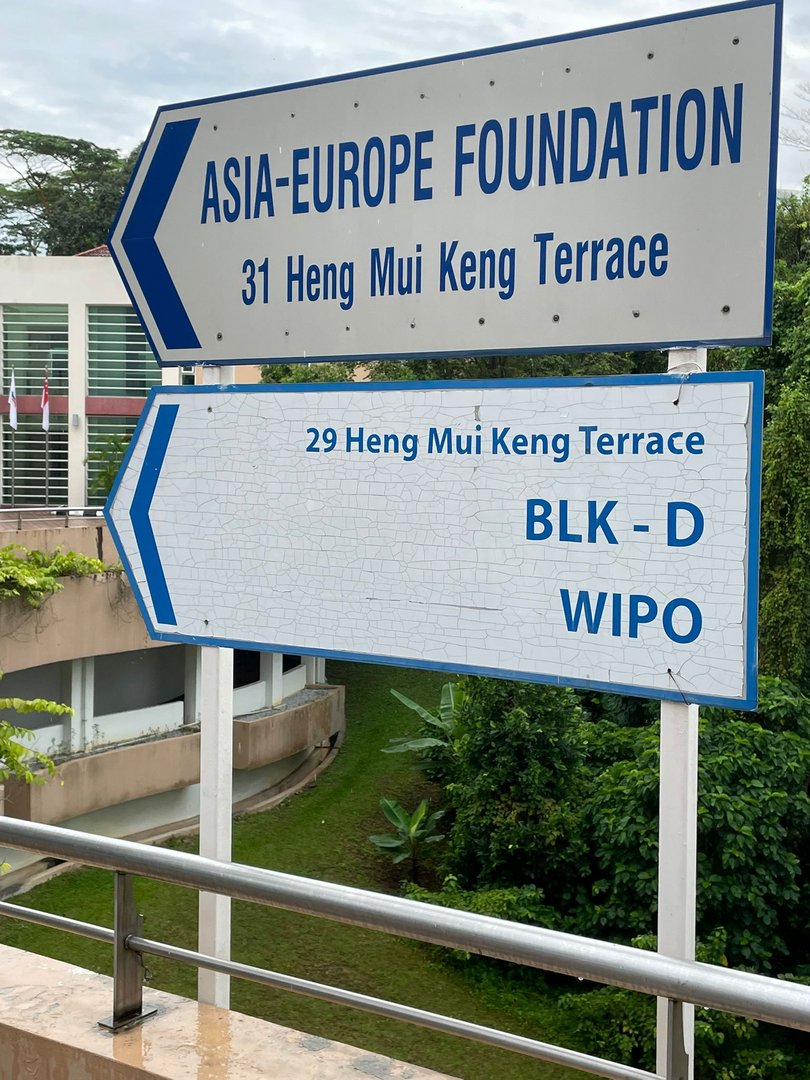 ASIA-EUROPE FOUNDATION
31 Heng Mui Keng Terrace
29 Heng Mui Keng Terrace
BLK - D
WIPO